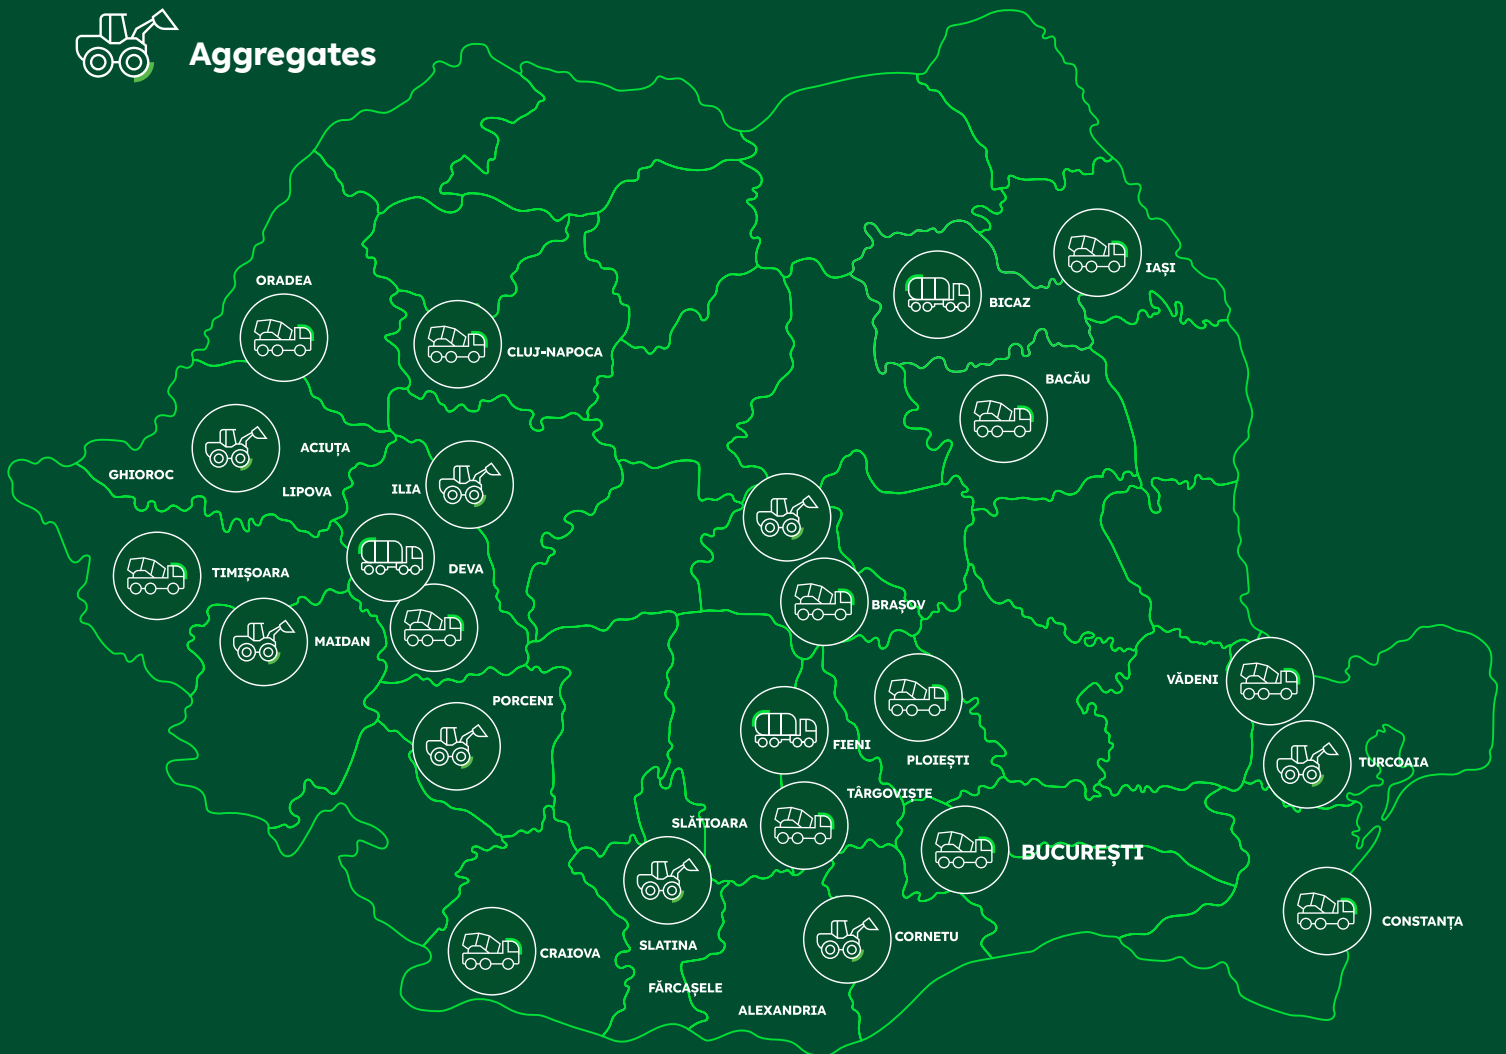 Aggregates
IAȘI
ORADEA
BICAZ
CLUJ-NAPOCA
BACĂU
ACIUȚA
GHIOROC
LIPOVA
ILIA
DEVA
TIMIȘOARA
BRAȘOV
MAIDAN
VĂDENI
PORCENI
FIENI
PLOIEȘTI
TURCOAIA
TÂRGOVIȘTE
SLĂTIOARA
BUCUREȘTI
CONSTANȚA
CORNETU
SLATINA
CRAIOVA
FĂRCAȘELE
ALEXANDRIA